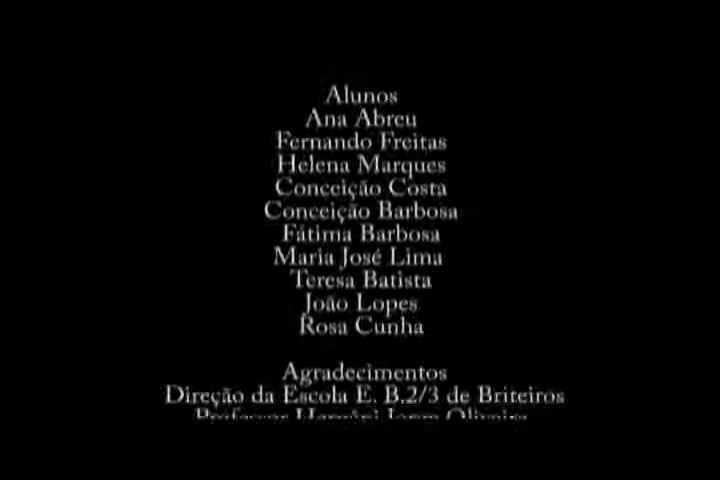 Alunos
Ana Abreu
Fernando Freitas
Helena Marques
Conceição Costa
Conceição Barbosa
Fátima Barbosa
Maria José Lima
Teresa Batista
João Lopes
Rosa Cunha
Agradecimentos
Direção da Escola E. B.2/3 de Briteiros